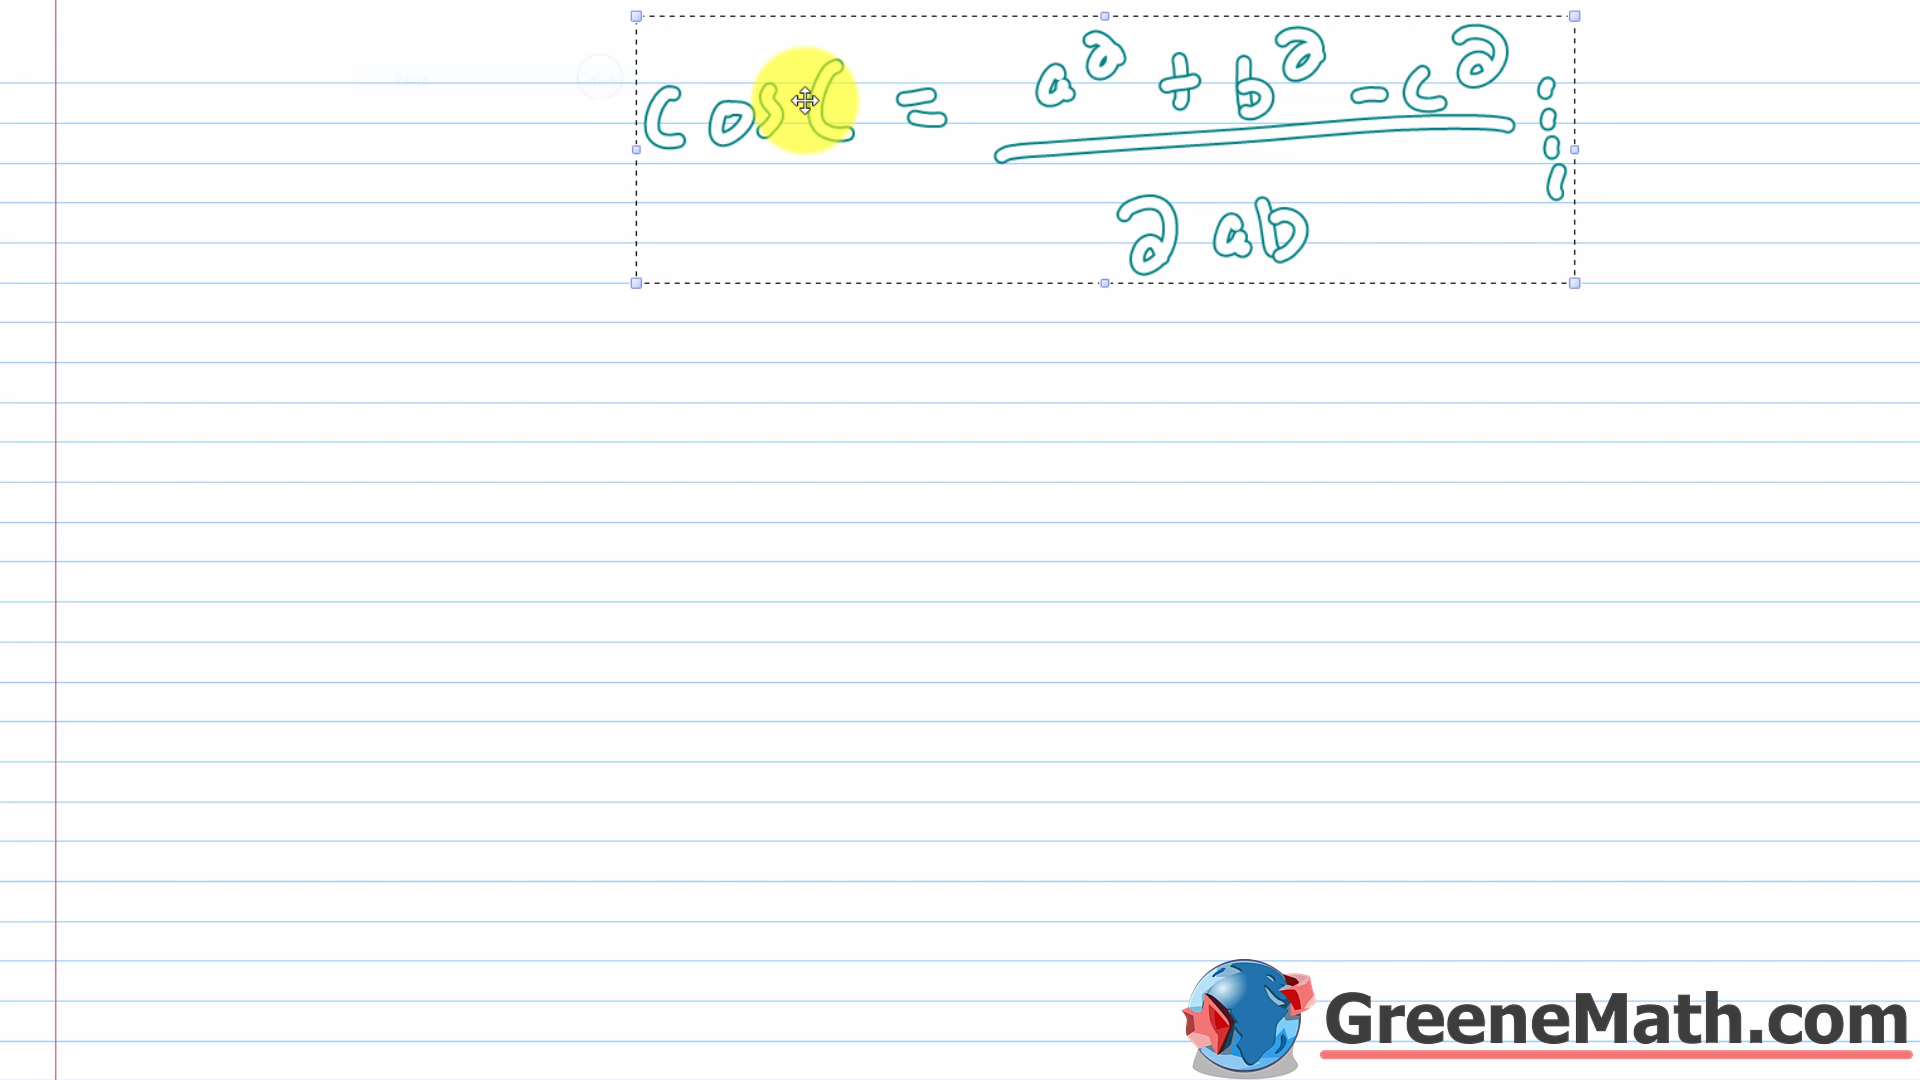 cos C = a² + b² - c²
2ab
GreeneMath.com